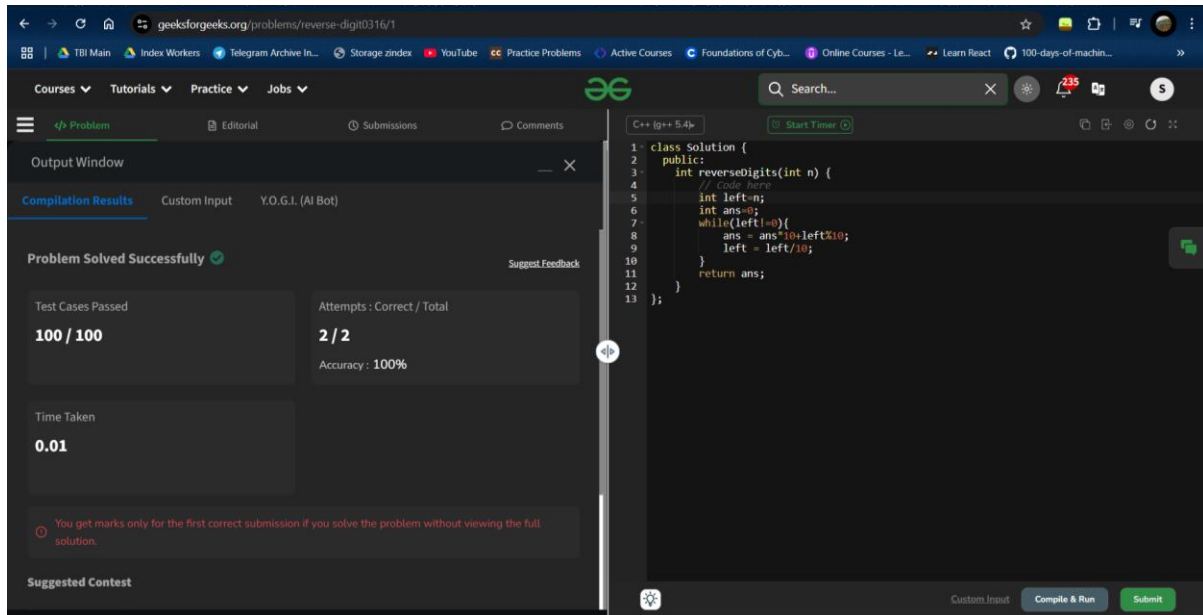 geeksforgeeks.org/problems/reverse-digit0316/1
TBI Main Index Workers Telegram Archive In... Storage zindex YouTube CC Practice Problems Active Courses C Foundations of Cyb... Online Courses - Le... Learn React 100-days-of-machin... »
Courses Tutorials Practice Jobs Search... 235 S
</> Problem Editorial Submissions Comments
C++ (g++ 5.4) Start Timer
Output Window
Compilation Results Custom Input Y.O.G.I. (AI Bot)
Problem Solved Successfully
Suggest Feedback
Test Cases Passed
100 / 100
Attempts : Correct / Total
2 / 2
Accuracy : 100%
Time Taken
0.01
You get marks only for the first correct submission if you solve the problem without viewing the full
solution.
Suggested Contest
1 class Solution {
2 public:
3 int reverseDigits(int n) {
4 // Code here
5 int left=n;
6 int ans=0;
7 while(left!=0){
8 ans = ans*10+left%10;
9 left = left/10;
10 }
11 return ans;
12 }
13 };
Custom Input Compile & Run Submit